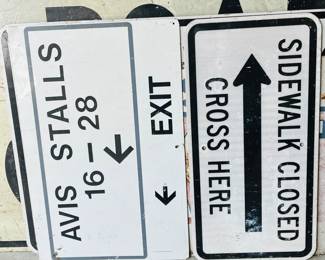 AVIS STALLS
16 – 28
EXIT
SIDEWALK CLOSED
CROSS HERE